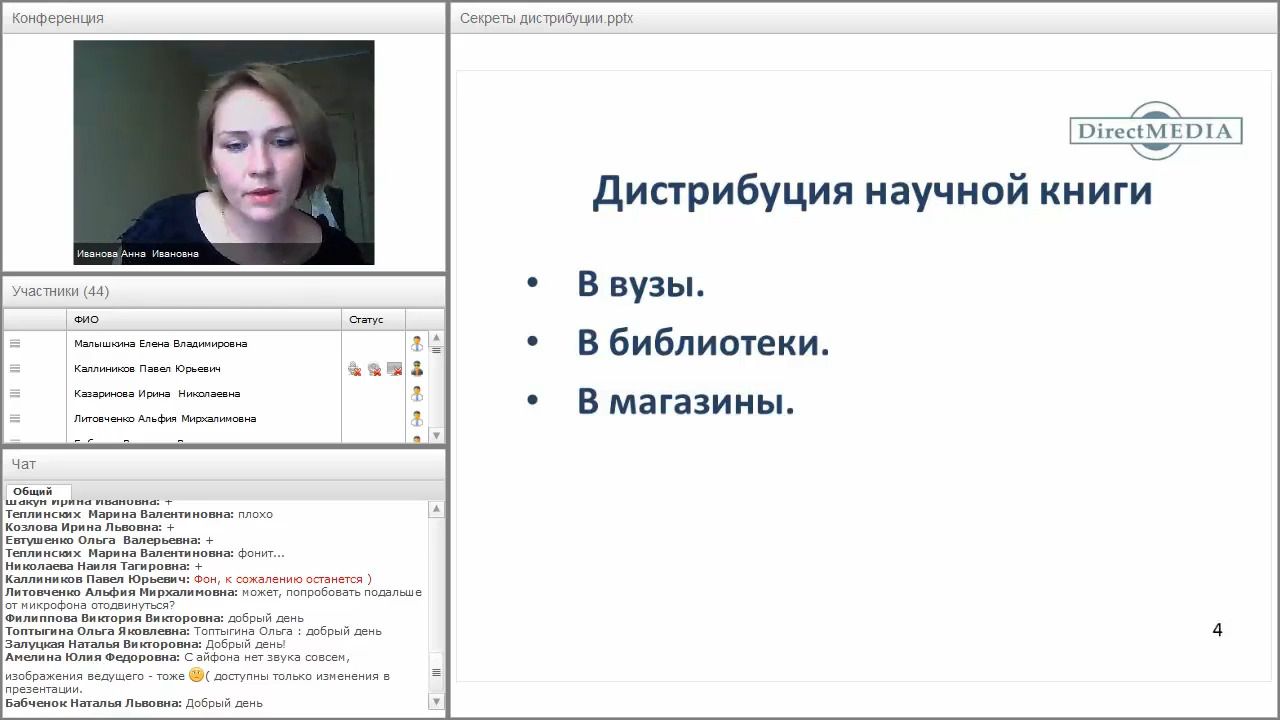 Конференция
Иванова Анна Ивановна
Участники (44)
ФИО Статус
Малышкина Елена Владимировна
Каллиников Павел Юрьевич
Казаринова Ирина Николаевна
Литовченко Альфия Мирхалимовна
Чат
Общий
Шакун Ирина Ивановна: +
Теплинских Марина Валентиновна: плохо
Козлова Ирина Львовна: +
Евтушенко Ольга Валерьевна: +
Теплинских Марина Валентиновна: фонит...
Николаева Наиля Тагировна: +
Каллиников Павел Юрьевич: Фон, к сожалению останется )
Литовченко Альфия Мирхалимовна: может, попробовать подальше
от микрофона отодвинуться?
Филиппова Виктория Викторовна: добрый день
Топтыгина Ольга Яковлевна: Топтыгина Ольга : добрый день
Залуцкая Наталья Викторовна: Добрый день!
Амелина Юлия Федоровна: С айфона нет звука совсем,
изображения ведущего - тоже ( доступны только изменения в
презентации.
Бабченок Наталья Львовна: Добрый день
Секреты дистрибуции.pptx
DirectMEDIA
Дистрибуция научной книги
• В вузы.
• В библиотеки.
• В магазины.
4